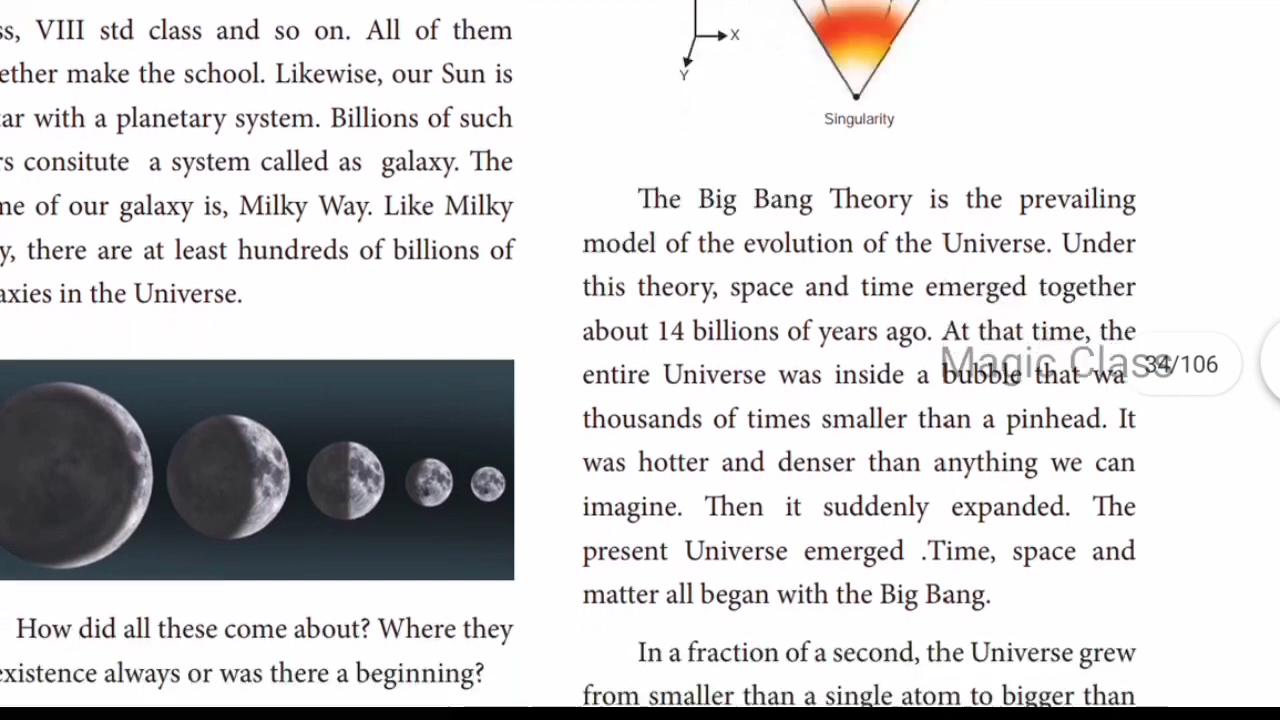 ss, VIII std class and so on. All of them
ether make the school. Likewise, our Sun is
tar with a planetary system. Billions of such
rs consitute a system called as galaxy. The
me of our galaxy is, Milky Way. Like Milky
y, there are at least hundreds of billions of
axies in the Universe.
How did all these come about? Where they
existence always or was there a beginning?
X
Y
Singularity
The Big Bang Theory is the prevailing
model of the evolution of the Universe. Under
this theory, space and time emerged together
about 14 billions of years ago. At that time, the
entire Universe was inside a bubble that wa
thousands of times smaller than a pinhead. It
was hotter and denser than anything we can
imagine. Then it suddenly expanded. The
present Universe emerged .Time, space and
matter all began with the Big Bang.
In a fraction of a second, the Universe grew
from smaller than a single atom to bigger than
Magic Class
34/106